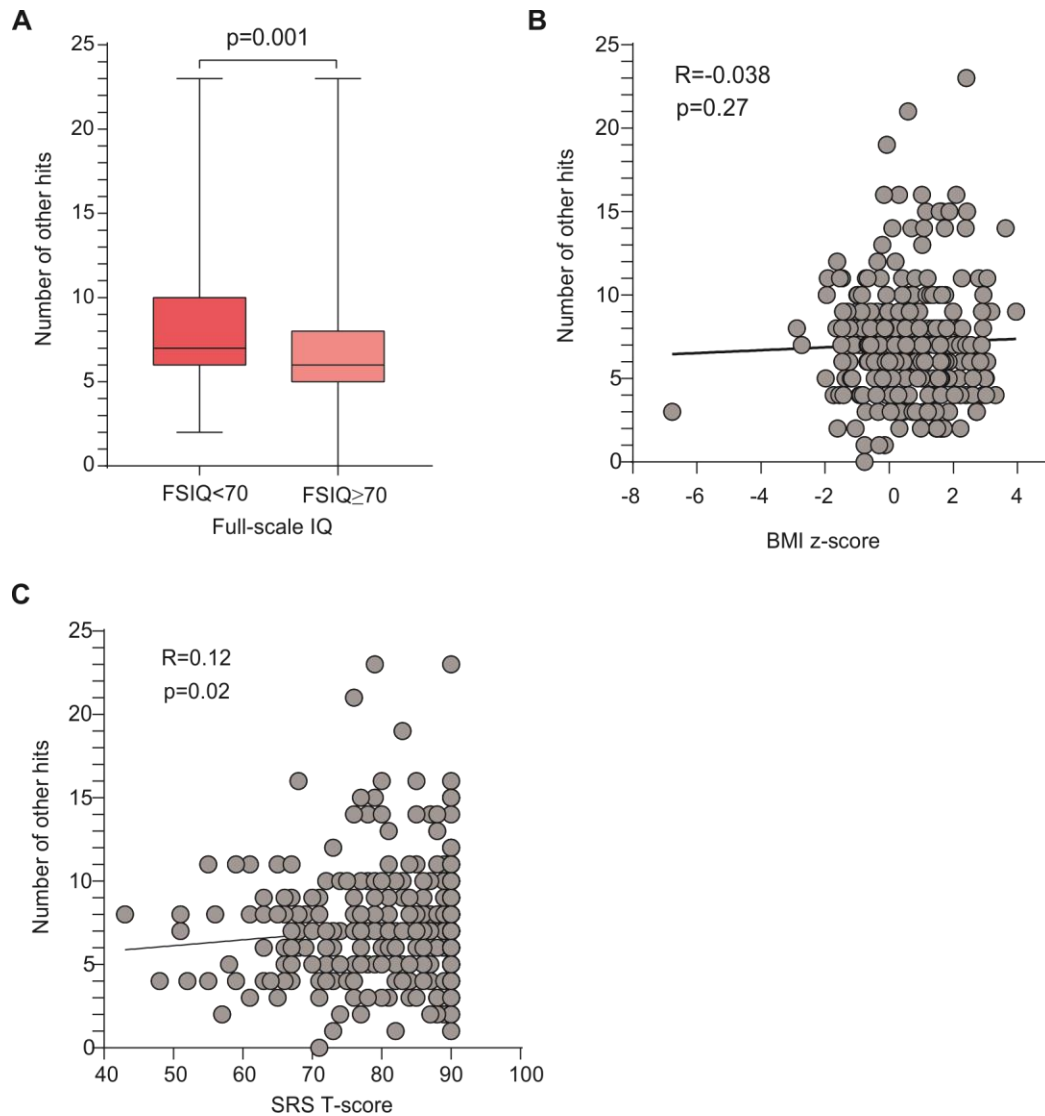 A
p=0.001
25
20
15
10
5
0
Number of other hits
FSIQ<70 FSIQ≥70
Full-scale IQ
B
R=-0.038
p=0.27
25
20
15
10
5
0
Number of other hits
-8 -6 -4 -2 0 2 4
BMI z-score
C
R=0.12
p=0.02
25
20
15
10
5
0
Number of other hits
40 50 60 70 80 90 100
SRS T-score